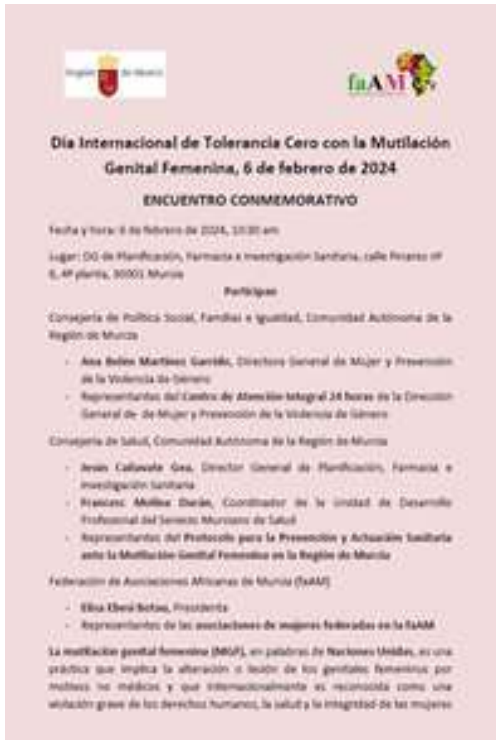 Región de Murcia
faAM
Día Internacional de Tolerancia Cero con la Mutilación
Genital Femenina, 6 de febrero de 2024
ENCUENTRO CONMEMORATIVO
Fecha y hora: 6 de febrero de 2024, 10:30 am
Lugar: DG de Planificación, Farmacia e Investigación Sanitaria, calle Pinares nº
6, 4ª planta, 30001 Murcia
Participan
Consejería de Política Social, Familias e Igualdad, Comunidad Autónoma de la
Región de Murcia
- Ana Belén Martínez Garrido, Directora General de Mujer y Prevención
de la Violencia de Género
- Representantes del Centro de Atención Integral 24 horas de la Dirección
General de de Mujer y Prevención de la Violencia de Género
Consejería de Salud, Comunidad Autónoma de la Región de Murcia
- Jesús Cañavate Gea, Director General de Planificación, Farmacia e
Investigación Sanitaria
- Francesc Molina Durán, Coordinador de la Unidad de Desarrollo
Profesional del Servicio Murciano de Salud
- Representantes del Protocolo para la Prevención y Actuación Sanitaria
ante la Mutilación Genital Femenina en la Región de Murcia
Federación de Asociaciones Africanas de Murcia (faAM)
- Elisa Ebesi Presidenta
- Representantes de las asociaciones de mujeres federadas en la faAM
La mutilación genital femenina (MGF), en palabras de Naciones Unidas, es una
práctica que implica la alteración o lesión de los genitales femeninos por
motivos no médicos y que internacionalmente es reconocida como una
violación grave de los derechos humanos, la salud y la integridad de las mujeres